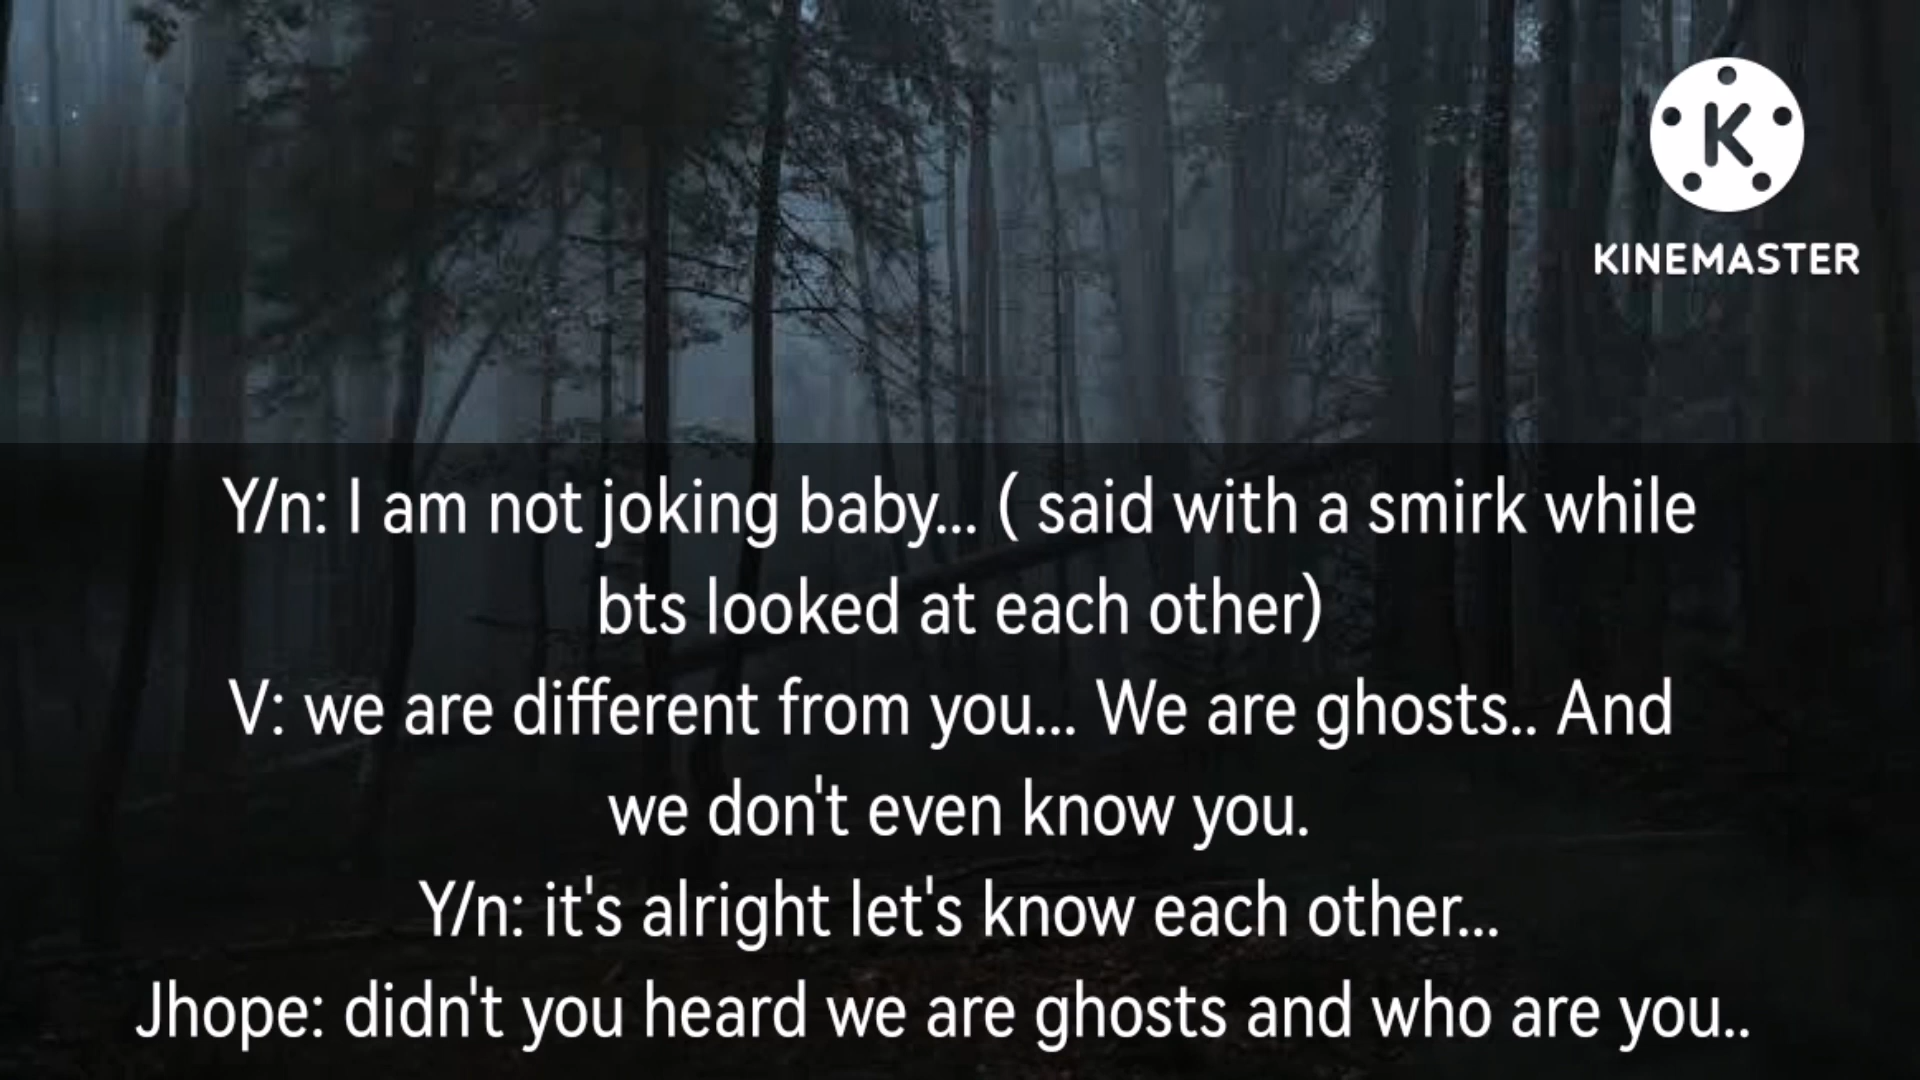 KINEMASTER
Y/n: I am not joking baby... ( said with a smirk while
bts looked at each other)
V: we are different from you... We are ghosts.. And
we don't even know you.
Y/n: it's alright let's know each other...
Jhope: didn't you heard we are ghosts and who are you..